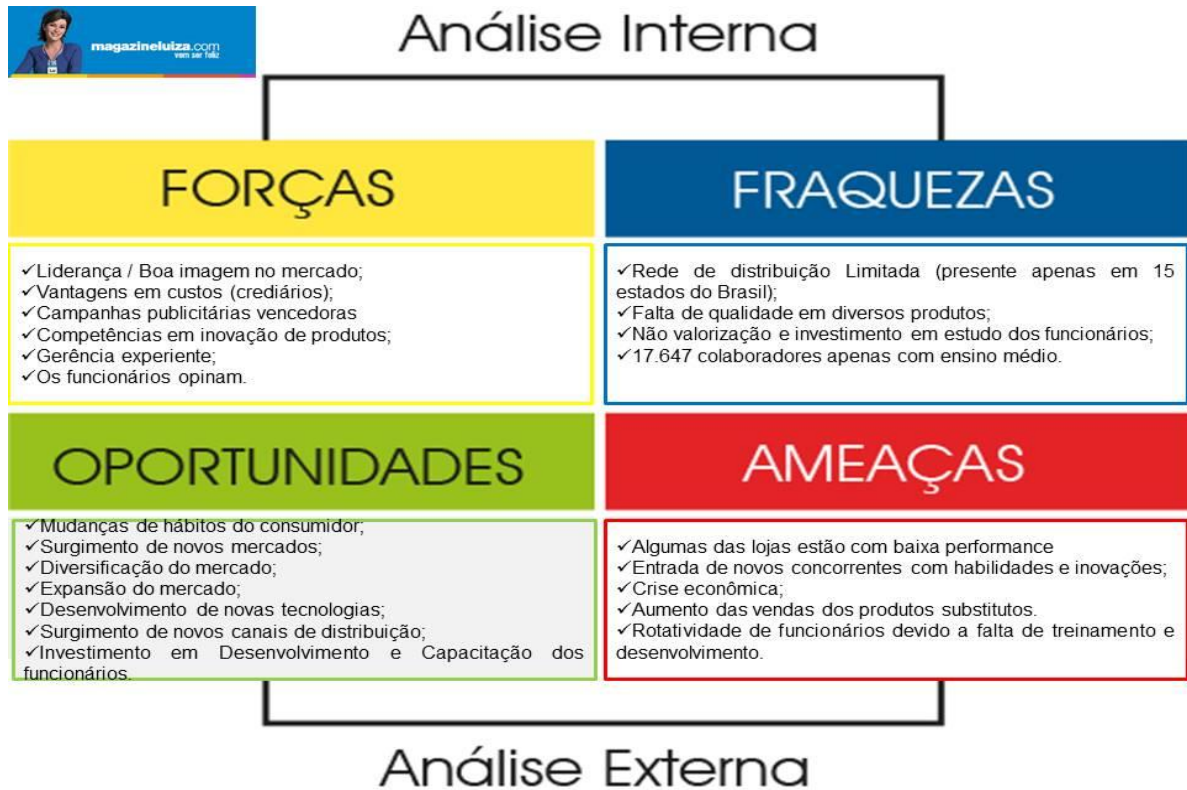 magazineluiza.com
vem ser feliz
Análise Interna
FORÇAS
✓Liderança / Boa imagem no mercado;
✓Vantagens em custos (crediários);
✓Campanhas publicitárias vencedoras
✓Competências em inovação de produtos;
✓Gerência experiente;
✓Os funcionários opinam.
FRAQUEZAS
✓Rede de distribuição Limitada (presente apenas em 15
estados do Brasil);
✓Falta de qualidade em diversos produtos;
✓Não valorização e investimento em estudo dos funcionários;
✓17.647 colaboradores apenas com ensino médio.
OPORTUNIDADES
✓Mudanças de hábitos do consumidor;
✓Surgimento de novos mercados;
✓Diversificação do mercado;
✓Expansão do mercado;
✓Desenvolvimento de novas tecnologias;
✓Surgimento de novos canais de distribuição;
✓Investimento em Desenvolvimento e Capacitação dos
funcionários.
AMEAÇAS
✓Algumas das lojas estão com baixa performance
✓Entrada de novos concorrentes com habilidades e inovações;
✓Crise econômica;
✓Aumento das vendas dos produtos substitutos.
✓Rotatividade de funcionários devido a falta de treinamento e
desenvolvimento.
Análise Externa